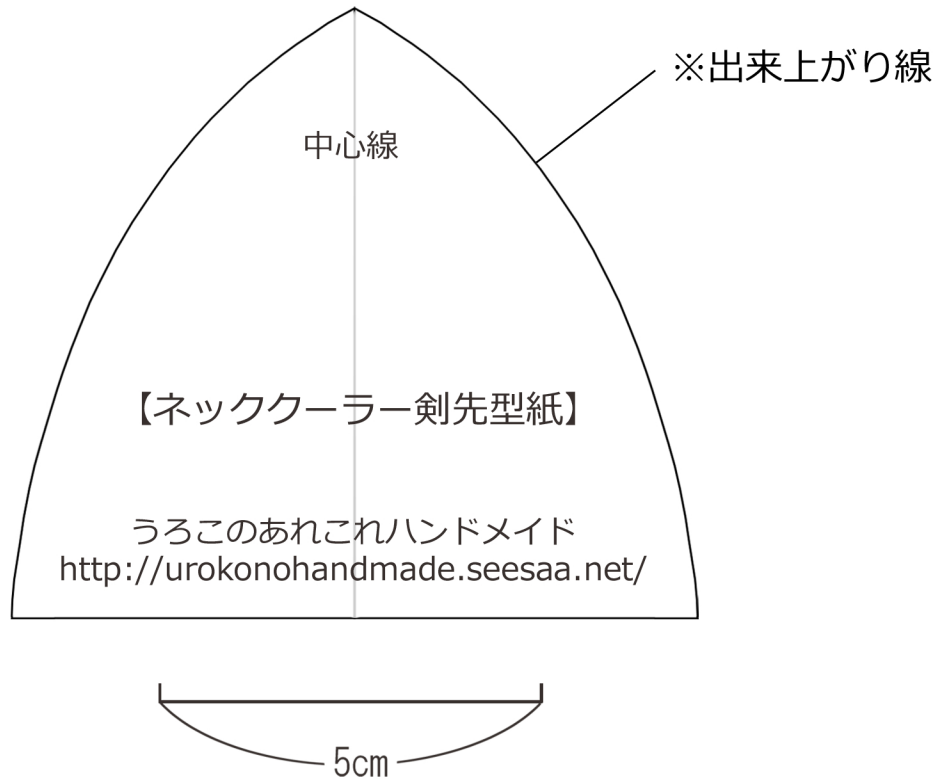 ※出来上がり線
中心線
【ネッククーラー剣先型紙】
うろこのあれこれハンドメイド
http://urokonohandmade.seesaa.net/
5cm